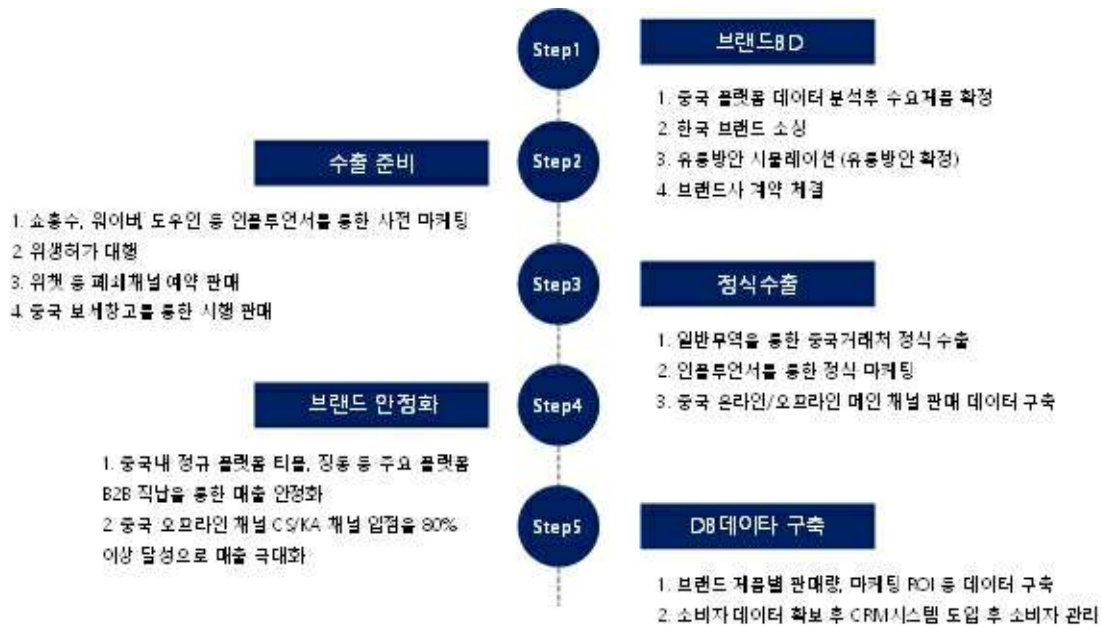 Step1
브랜드BD
1. 중국 플랫폼 데이터 분석후 수요제품 확정
2. 한국 브랜드 소싱
3. 유통방안 시뮬레이션 (유통방안 확정)
4. 브랜드사 계약 체결
Step2
수출 준비
1. 쇼홍수, 워이버, 도우인 등 인플루언서를 통한 사전 마케팅
2. 위생허가 대행
3. 위챗 등 폐쇄채널 예약 판매
4. 중국 보세창고를 통한 시행 판매
Step3
정식수출
1. 일반무역을 통한 중국거래처 정식 수출
2. 인플루언서를 통한 정식 마케팅
3. 중국 온라인/오프라인 메인 채널 판매 데이터 구축
Step4
브랜드 안정화
1. 중국내 정규 플랫폼 티몰, 징동 등 주요 플랫폼
B2B 직납을 통한 매출 안정화
2. 중국 오프라인 채널 CS/KA 채널 입점율 80%
이상 달성으로 매출 극대화
Step5
DB데이타 구축
1. 브랜드 제품별 판매량, 마케팅 ROI 등 데이터 구축
2. 소비자 데이터 확보 후 CRM시스템 도입 후 소비자 관리